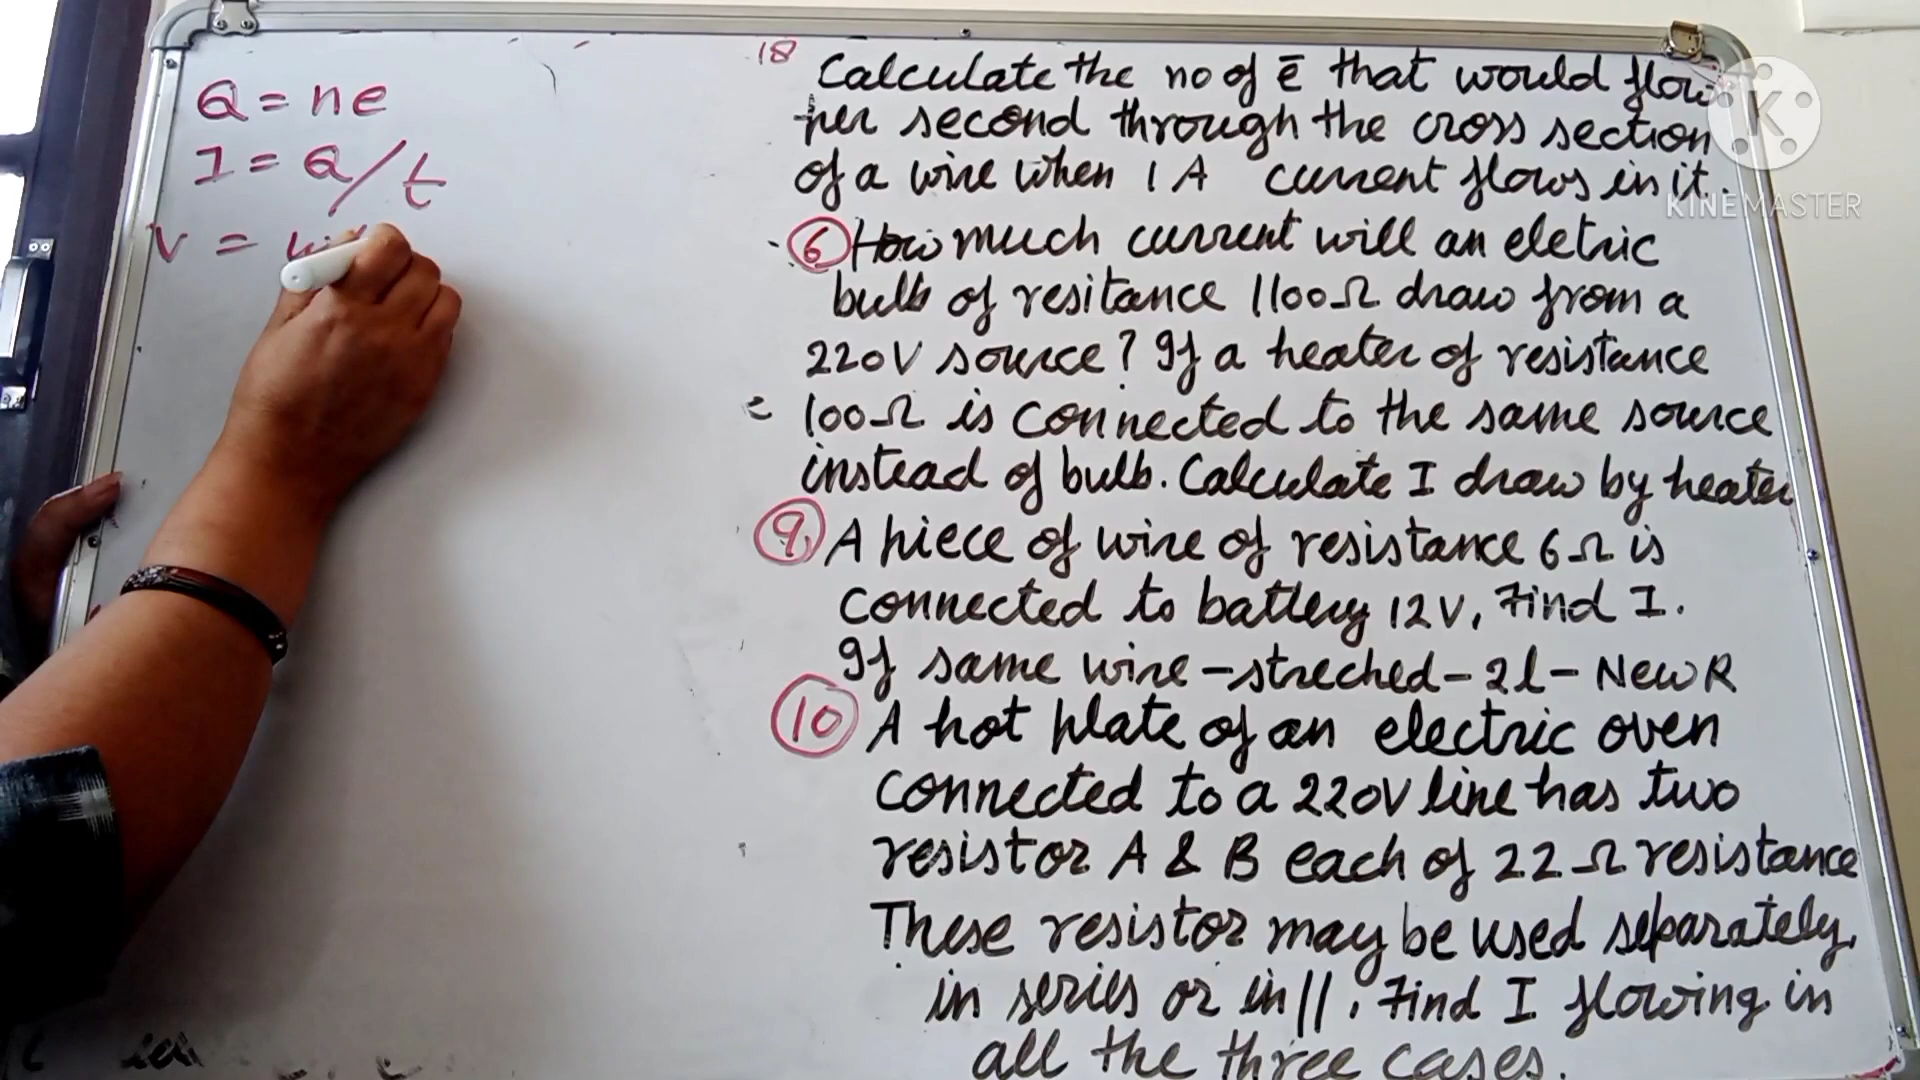 Q = ne
I = Q/t
V =
18 Calculate the no of ē that would flow
per second through the cross section
of a wire when 1 A current flows in it.
K
KINEMASTER
6 How much current will an eletric
bulb of resitance 1100Ω draw from a
220V source? If a heater of resistance
100Ω is connected to the same source
instead of bulb. Calculate I draw by heater
9 A piece of wire of resistance 6Ω is
connected to battery 12V, Find I.
If same wire - streched - 2l - New R
10 A hot plate of an electric oven
connected to a 220V line has two
resistor A & B each of 22Ω resistance
These resistor may be used separately,
in series or in ||, Find I flowing in
all the three cases.